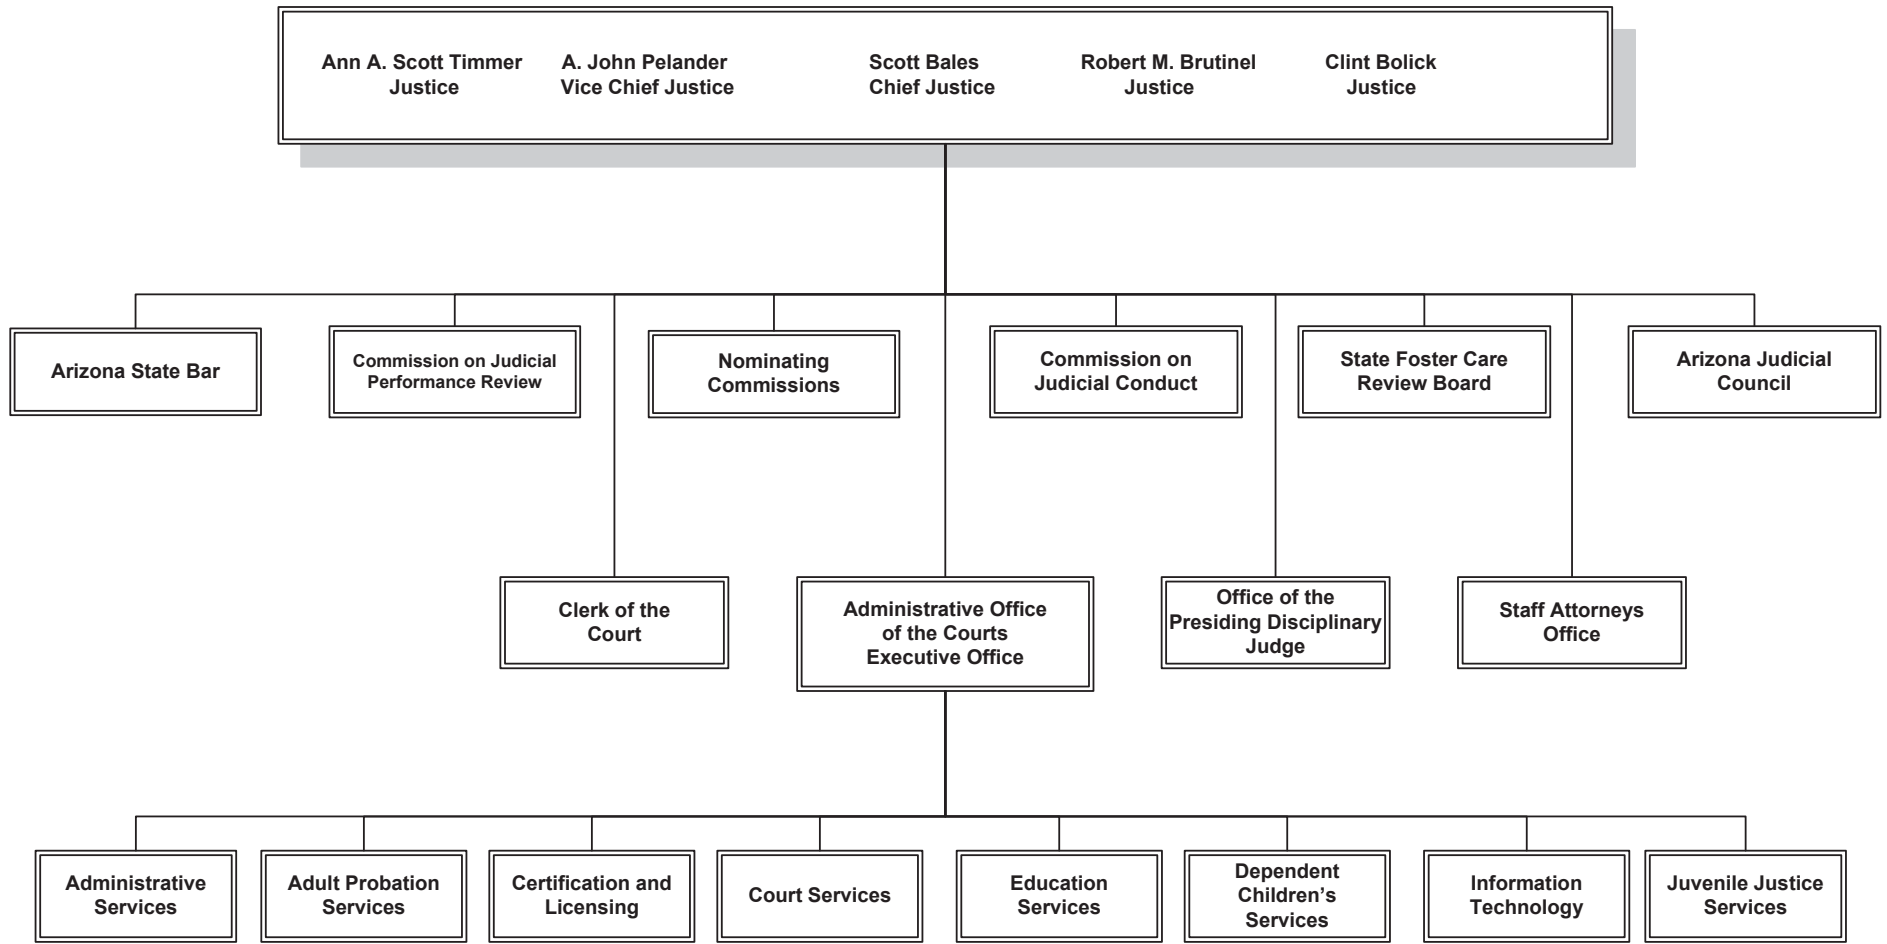 Ann A. Scott Timmer
Justice
A. John Pelander
Vice Chief Justice
Scott Bales
Chief Justice
Robert M. Brutinel
Justice
Clint Bolick
Justice
Arizona State Bar
Commission on Judicial
Performance Review
Nominating
Commissions
Commission on
Judicial Conduct
State Foster Care
Review Board
Arizona Judicial
Council
Clerk of the
Court
Administrative Office
of the Courts
Executive Office
Office of the
Presiding Disciplinary
Judge
Staff Attorneys
Office
Administrative
Services
Adult Probation
Services
Certification and
Licensing
Court Services
Education
Services
Dependent
Children’s
Services
Information
Technology
Juvenile Justice
Services